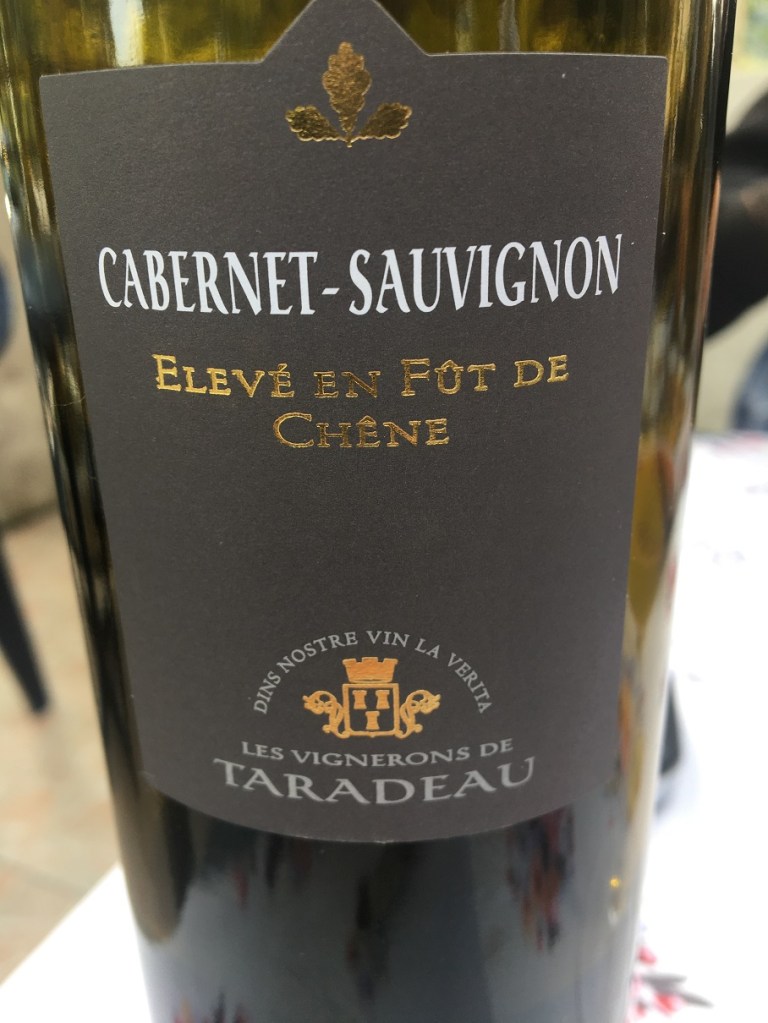 CABERNET-SAUVIGNON
ELEVÉ EN FÛT DE
CHÊNE
DINS NOSTRE VIN LA VERITA
LES VIGNERONS DE
TARADEAU